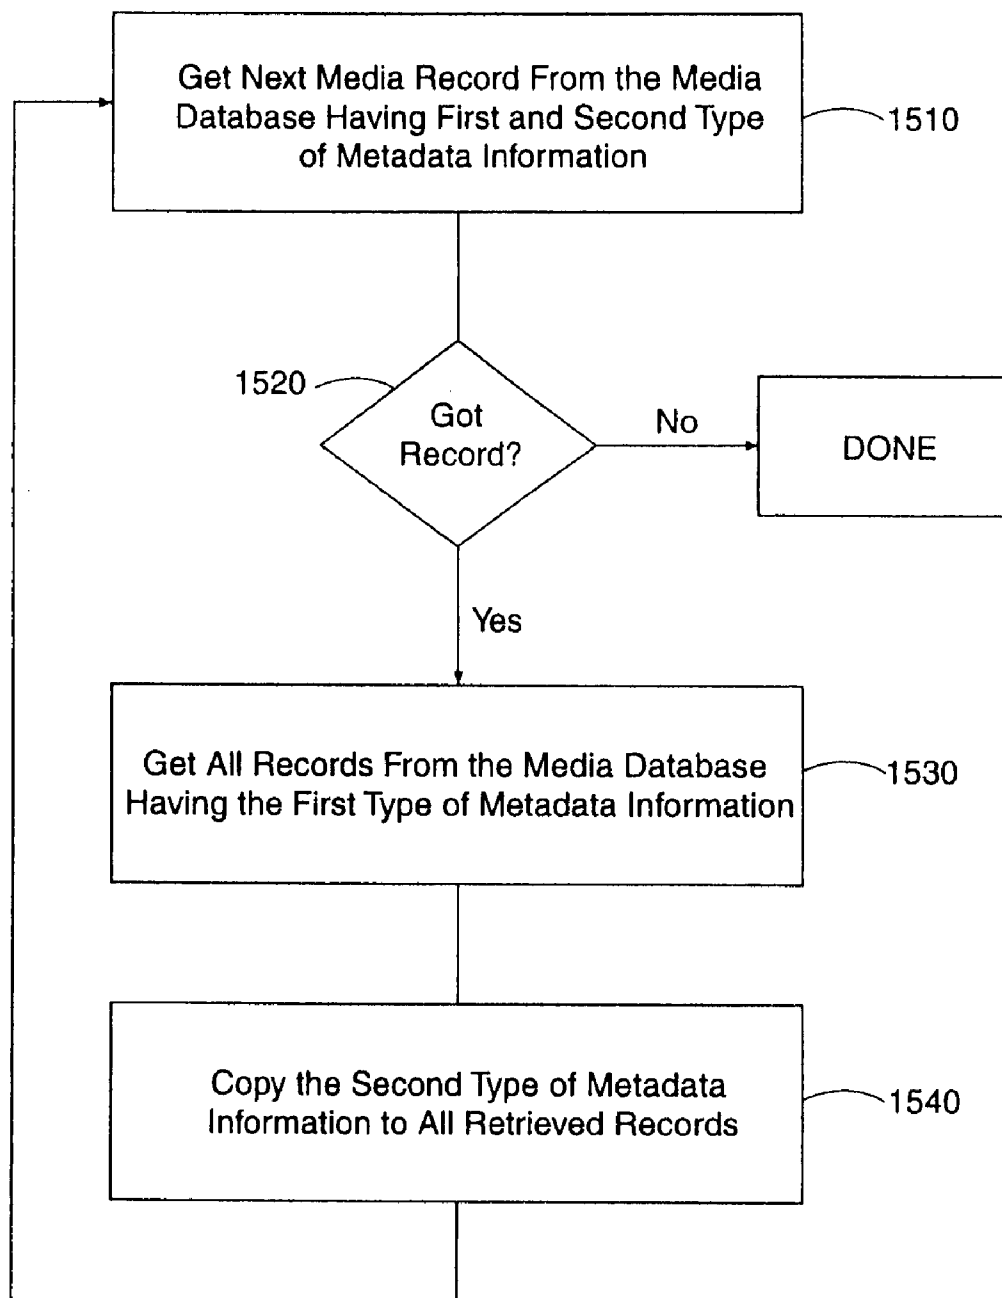 Get Next Media Record From the Media
Database Having First and Second Type
of Metadata Information
1510
1520
Got
Record?
No
DONE
Yes
Get All Records From the Media Database
Having the First Type of Metadata Information
1530
Copy the Second Type of Metadata
Information to All Retrieved Records
1540